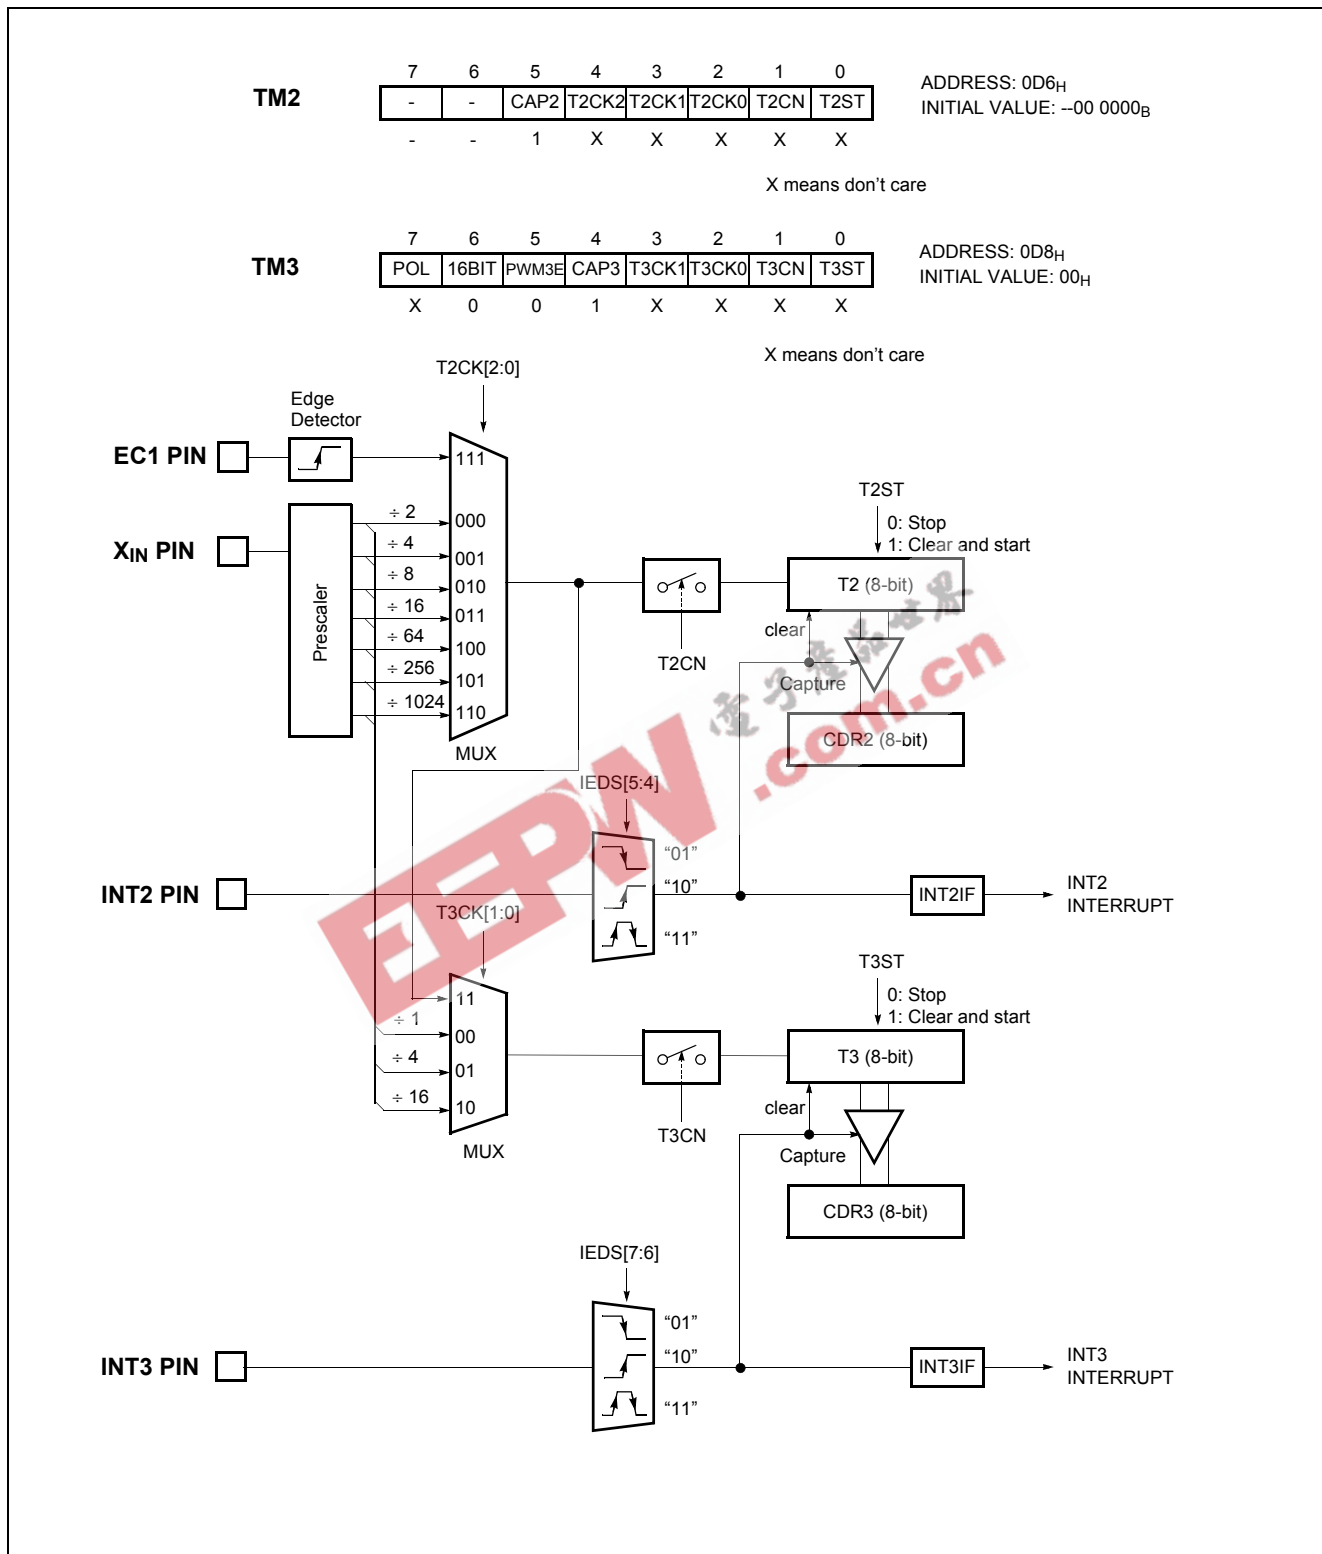 7 6 5 4 3 2 1 0
TM2
- - CAP2 T2CK2 T2CK1 T2CK0 T2CN T2ST
ADDRESS: 0D6H
INITIAL VALUE: --00 0000B
- - 1 X X X X X
X means don't care
7 6 5 4 3 2 1 0
TM3
POL 16BIT PWM3E CAP3 T3CK1 T3CK0 T3CN T3ST
ADDRESS: 0D8H
INITIAL VALUE: 00H
X 0 0 1 X X X X
X means don't care
T2CK[2:0]
Edge
Detector
EC1 PIN
111
XIN PIN
Prescaler
÷ 2
000
÷ 4
001
÷ 8
010
÷ 16
011
÷ 64
100
÷ 256
101
÷ 1024
110
MUX
T2CN
T2ST
0: Stop
1: Clear and start
T2 (8-bit)
clear
Capture
CDR2 (8-bit)
IEDS[5:4]
"01"
"10"
"11"
INT2 PIN
INT2IF
INT2
INTERRUPT
T3CK[1:0]
11
÷ 1
00
÷ 4
01
÷ 16
10
MUX
T3CN
T3ST
0: Stop
1: Clear and start
T3 (8-bit)
clear
Capture
CDR3 (8-bit)
IEDS[7:6]
"01"
"10"
"11"
INT3 PIN
INT3IF
INT3
INTERRUPT
EEPW
電子產品世界
.com.cn